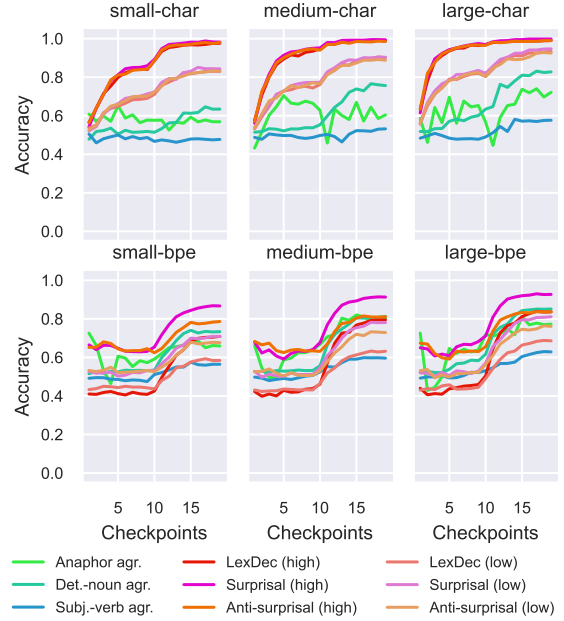 small-char medium-char large-char
1.0
0.8
0.6
0.4
0.2
0.0
Accuracy
small-bpe medium-bpe large-bpe
1.0
0.8
0.6
0.4
0.2
0.0
Accuracy
5 10 15 5 10 15 5 10 15
Checkpoints Checkpoints Checkpoints
Anaphor agr. LexDec (high) LexDec (low)
Det.-noun agr. Surprisal (high) Surprisal (low)
Subj.-verb agr. Anti-surprisal (high) Anti-surprisal (low)